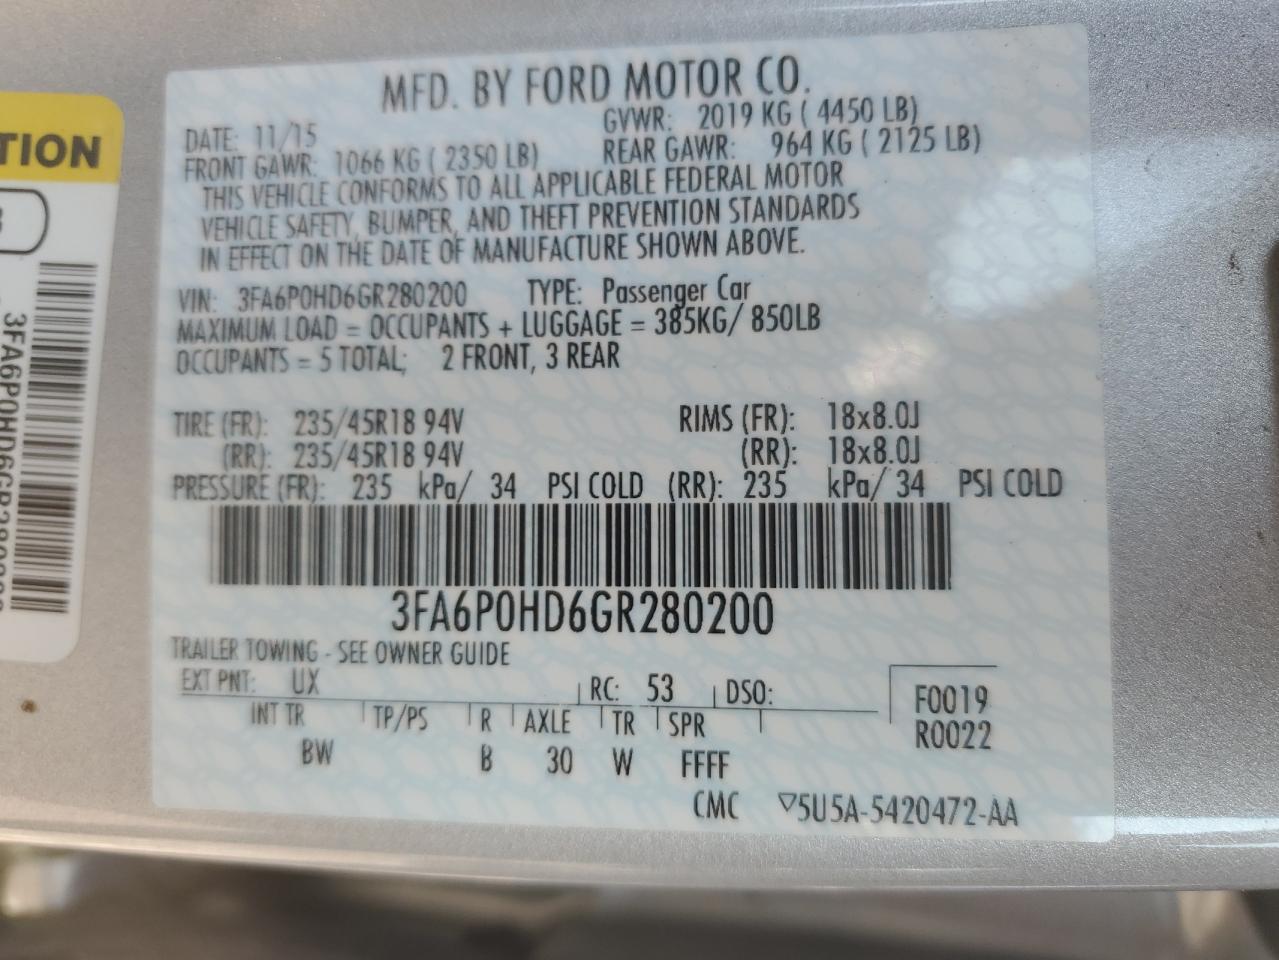 MFD. BY FORD MOTOR CO.
DATE: 11/15 GVWR: 2019 KG ( 4450 LB)
FRONT GAWR: 1066 KG ( 2350 LB) REAR GAWR: 964 KG ( 2125 LB)
THIS VEHICLE CONFORMS TO ALL APPLICABLE FEDERAL MOTOR
VEHICLE SAFETY, BUMPER, AND THEFT PREVENTION STANDARDS
IN EFFECT ON THE DATE OF MANUFACTURE SHOWN ABOVE.
VIN: 3FA6P0HD6GR280200 TYPE: Passenger Car
MAXIMUM LOAD = OCCUPANTS + LUGGAGE = 385KG/ 850LB
OCCUPANTS = 5 TOTAL; 2 FRONT, 3 REAR
TIRE (FR): 235/45R18 94V RIMS (FR): 18x8.0J
(RR): 235/45R18 94V (RR): 18x8.0J
PRESSURE (FR): 235 kPa/ 34 PSI COLD (RR): 235 kPa/ 34 PSI COLD
3FA6P0HD6GR280200
TRAILER TOWING - SEE OWNER GUIDE
EXT PNT: UX RC: 53 DSO: F0019
INT TR TP/PS R AXLE TR SPR R0022
BW B 30 W FFFF
CMC ▽5U5A-5420472-AA
TION
3FA6P0HD6GR280200